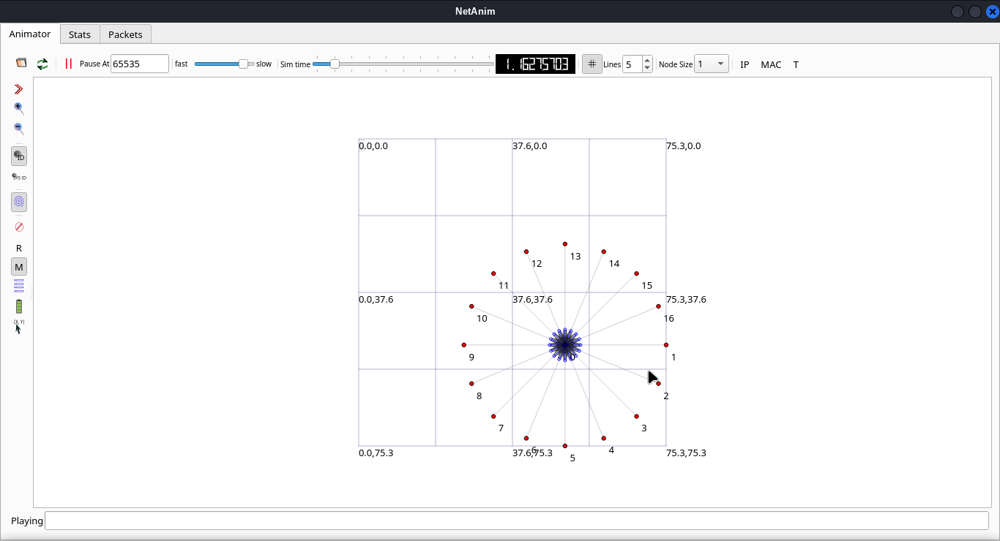 NetAnim
Animator Stats Packets
Pause At 65535 fast slow Sim time 1.16275703 Lines 5 Node Size 1 IP MAC T
ID
SYS ID
R
M
(X, Y)
0.0,0.0 37.6,0.0 75.3,0.0
13
12 14
11 15
0.0,37.6 37.6,37.6 75.3,37.6
10 16
9 0 1
8 2
7 3
6 4
0.0,75.3 37.6,75.3 75.3,75.3
5
Playing